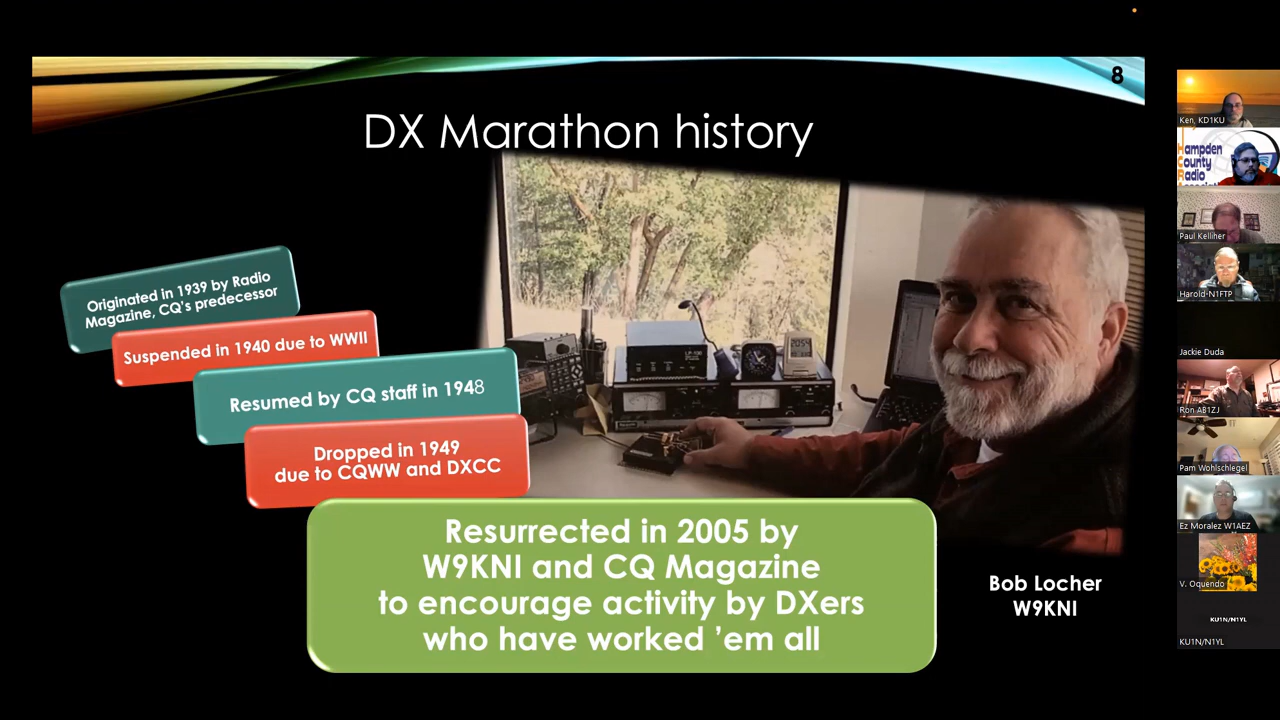 8
DX Marathon history
Originated in 1939 by Radio
Magazine, CQ's predecessor
Suspended in 1940 due to WWII
Resumed by CQ staff in 1948
Dropped in 1949
due to CQWW and DXCC
Resurrected in 2005 by
W9KNI and CQ Magazine
to encourage activity by DXers
who have worked ’em all
Bob Locher
W9KNI
Ken, KD1KU
Hampden
County
Radio
Paul Kelliher
Harold-N1FTP
Jackie Duda
Ron AB1ZJ
Pam Wohlschlegel
Ez Moralez W1AEZ
V. Oquendo
KU1N/N1YL
KU1N/N1YL